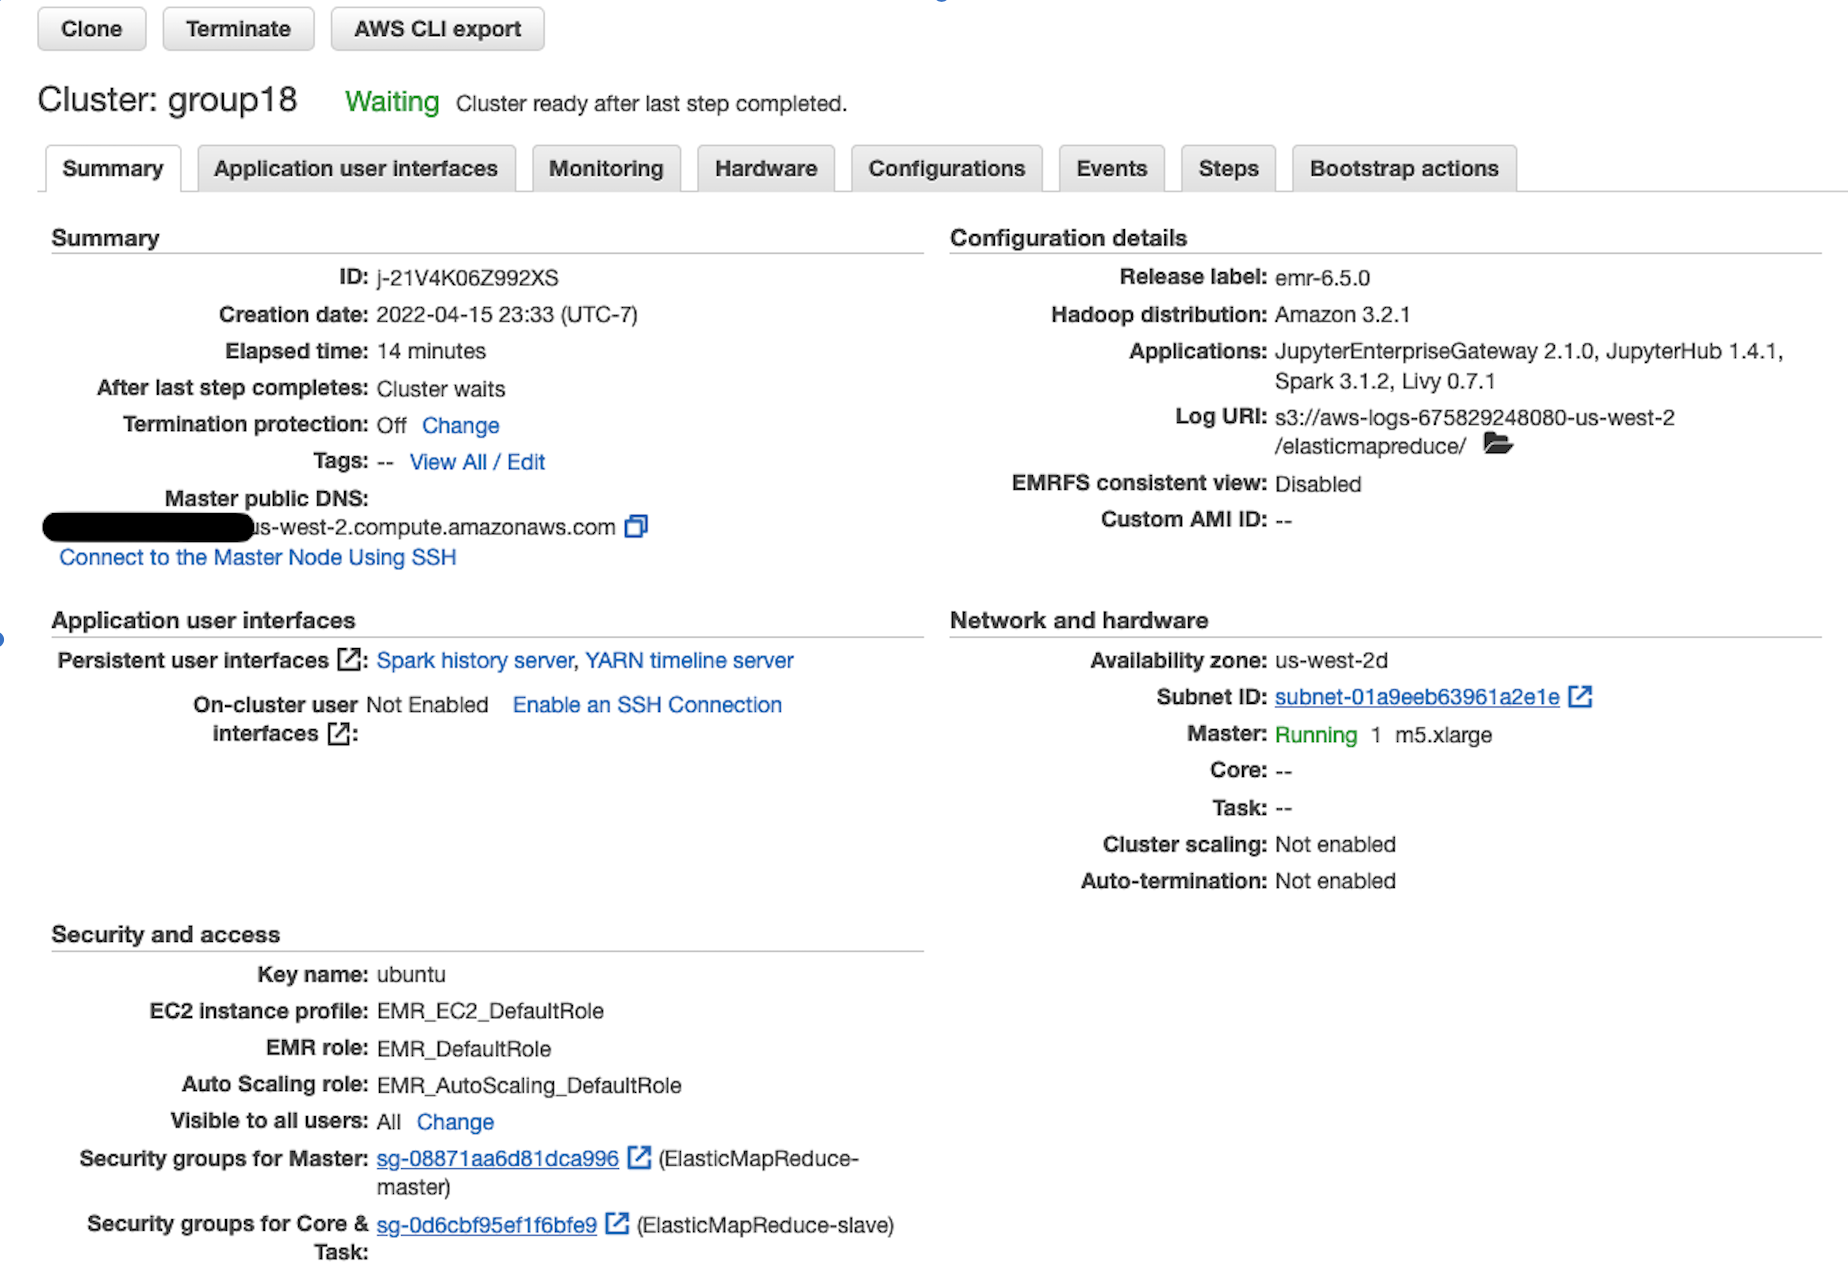 Clone Terminate AWS CLI export
Cluster: group18 Waiting Cluster ready after last step completed.
Summary Application user interfaces Monitoring Hardware Configurations Events Steps Bootstrap actions
Summary
ID: j-21V4K06Z992XS
Creation date: 2022-04-15 23:33 (UTC-7)
Elapsed time: 14 minutes
After last step completes: Cluster waits
Termination protection: Off Change
Tags: -- View All / Edit
Master public DNS:
us-west-2.compute.amazonaws.com
Connect to the Master Node Using SSH
Configuration details
Release label: emr-6.5.0
Hadoop distribution: Amazon 3.2.1
Applications: JupyterEnterpriseGateway 2.1.0, JupyterHub 1.4.1,
Spark 3.1.2, Livy 0.7.1
Log URI: s3://aws-logs-675829248080-us-west-2
/elasticmapreduce/
EMRFS consistent view: Disabled
Custom AMI ID: --
Application user interfaces
Persistent user interfaces : Spark history server, YARN timeline server
On-cluster user Not Enabled Enable an SSH Connection
interfaces :
Network and hardware
Availability zone: us-west-2d
Subnet ID: subnet-01a9eeb63961a2e1e
Master: Running 1 m5.xlarge
Core: --
Task: --
Cluster scaling: Not enabled
Auto-termination: Not enabled
Security and access
Key name: ubuntu
EC2 instance profile: EMR_EC2_DefaultRole
EMR role: EMR_DefaultRole
Auto Scaling role: EMR_AutoScaling_DefaultRole
Visible to all users: All Change
Security groups for Master: sg-08871aa6d81dca996 (ElasticMapReduce-
master)
Security groups for Core & sg-0d6cbf95ef1f6bfe9 (ElasticMapReduce-slave)
Task: